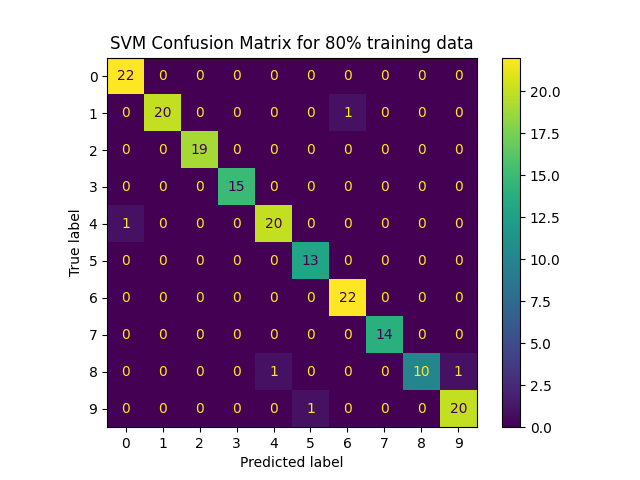 SVM Confusion Matrix for 80% training data
0 22 0 0 0 0 0 0 0 0 0
1 0 20 0 0 0 0 1 0 0 0
2 0 0 19 0 0 0 0 0 0 0
3 0 0 0 15 0 0 0 0 0 0
4 1 0 0 0 20 0 0 0 0 0
5 0 0 0 0 0 13 0 0 0 0
6 0 0 0 0 0 0 22 0 0 0
7 0 0 0 0 0 0 0 14 0 0
8 0 0 0 0 1 0 0 0 10 1
9 0 0 0 0 0 1 0 0 0 20
0 1 2 3 4 5 6 7 8 9
Predicted label
True label
20.0
17.5
15.0
12.5
10.0
7.5
5.0
2.5
0.0